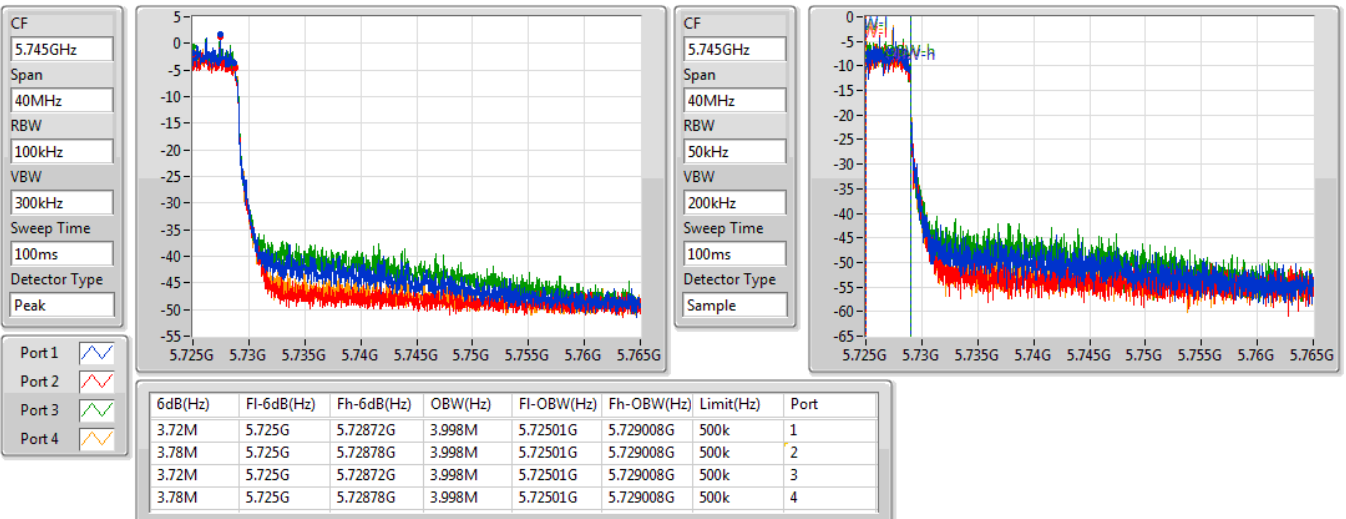 CF
5.745GHz
Span
40MHz
RBW
100kHz
VBW
300kHz
Sweep Time
100ms
Detector Type
Peak
5
0
-5
-10
-15
-20
-25
-30
-35
-40
-45
-50
-55
5.725G 5.73G 5.735G 5.74G 5.745G 5.75G 5.755G 5.76G 5.765G
CF
5.745GHz
Span
40MHz
RBW
50kHz
VBW
200kHz
Sweep Time
100ms
Detector Type
Sample
0
-5
-10
-15
-20
-25
-30
-35
-40
-45
-50
-55
-60
-65
5.725G 5.73G 5.735G 5.74G 5.745G 5.75G 5.755G 5.76G 5.765G
Port 1
Port 2
Port 3
Port 4
6dB(Hz) Fl-6dB(Hz) Fh-6dB(Hz) OBW(Hz) Fl-OBW(Hz) Fh-OBW(Hz) Limit(Hz) Port
3.72M 5.725G 5.72872G 3.998M 5.72501G 5.729008G 500k 1
3.78M 5.725G 5.72878G 3.998M 5.72501G 5.729008G 500k 2
3.72M 5.725G 5.72872G 3.998M 5.72501G 5.729008G 500k 3
3.78M 5.725G 5.72878G 3.998M 5.72501G 5.729008G 500k 4